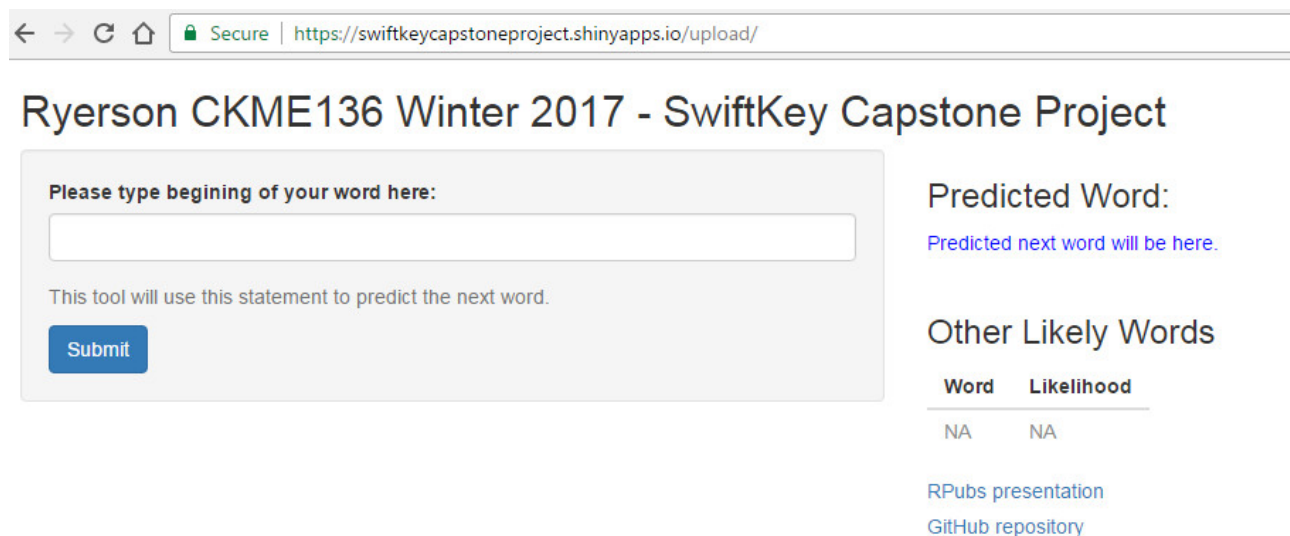 Secure | https://swiftkeycapstoneproject.shinyapps.io/upload/
Ryerson CKME136 Winter 2017 - SwiftKey Capstone Project
Please type begining of your word here:
This tool will use this statement to predict the next word.
Submit
Predicted Word:
Predicted next word will be here.
Other Likely Words
Word Likelihood
NA NA
RPubs presentation
GitHub repository